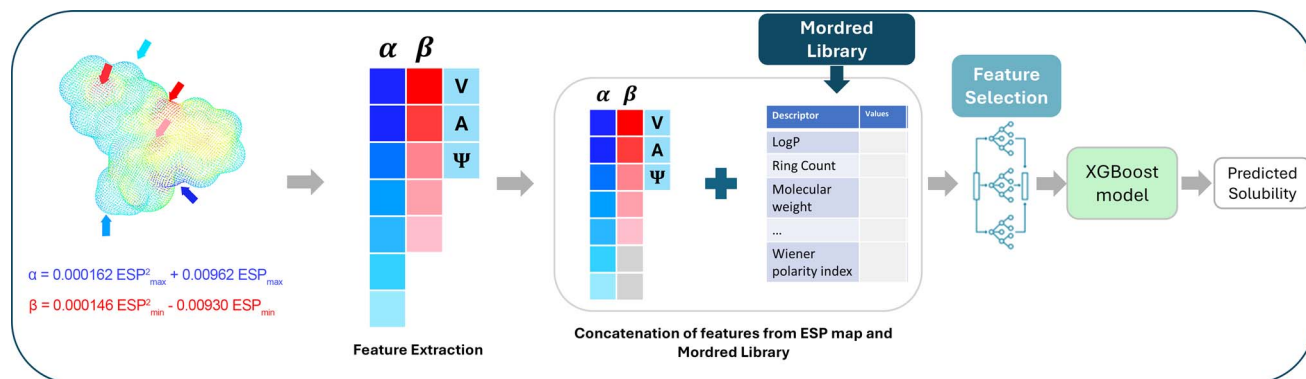 α = 0.000162 ESP²max + 0.00962 ESPmax
β = 0.000146 ESP²min - 0.00930 ESPmin
α β
V
A
Ψ
Feature Extraction
Mordred
Library
α β
V
A
Ψ
Descriptor Values
LogP
Ring Count
Molecular
weight
...
Wiener
polarity index
Concatenation of features from ESP map and
Mordred Library
Feature
Selection
XGBoost
model
Predicted
Solubility